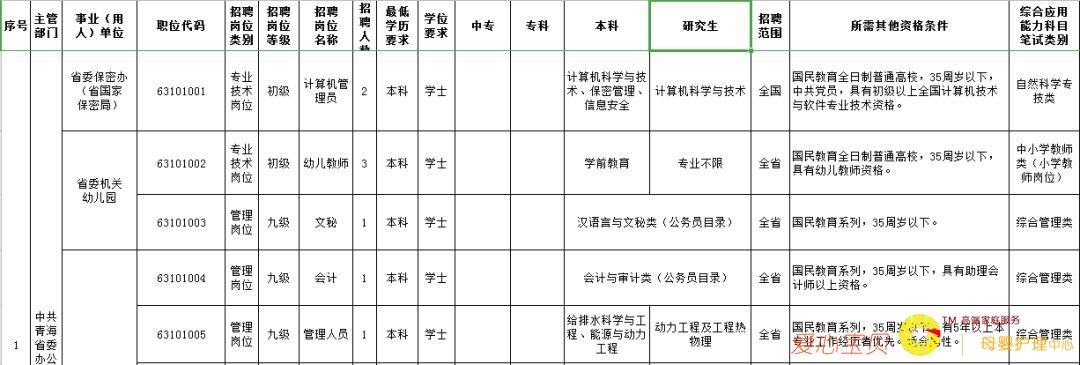 序号 主管部门 事业（用人）单位 职位代码 招聘岗位类别 招聘岗位等级 招聘岗位名称 招聘人数 最低学历要求 学位要求 中专 专科 本科 研究生 招聘范围 所需其他资格条件 综合应用能力科目笔试类别
1 中共青海省委办公
省委保密办（省国家保密局） 63101001 专业技术岗位 初级 计算机管理员 2 本科 学士 计算机科学与技术、保密管理、信息安全 计算机科学与技术 全国 国民教育全日制普通高校，35周岁以下，中共党员，具有初级以上全国计算机技术与软件专业技术资格。 自然科学专技类
省委机关幼儿园 63101002 专业技术岗位 初级 幼儿教师 3 本科 学士 学前教育 专业不限 全省 国民教育全日制普通高校，35周岁以下，具有幼儿教师资格。 中小学教师类（小学教师岗位）
63101003 管理岗位 九级 文秘 1 本科 学士 汉语言与文秘类（公务员目录） 全省 国民教育系列，35周岁以下。 综合管理类
63101004 管理岗位 九级 会计 1 本科 学士 会计与审计类（公务员目录） 全省 国民教育系列，35周岁以下，具有助理会计师以上资格。 综合管理类
63101005 管理岗位 九级 管理人员 1 本科 学士 给排水科学与工程、能源与动力工程 动力工程及工程热物理 全省 国民教育系列，35周岁以 有5年以上本专业工作经历者优先。 性。 综合管理类
爱心宝贝 TM 高端家庭服务
母婴护理中心